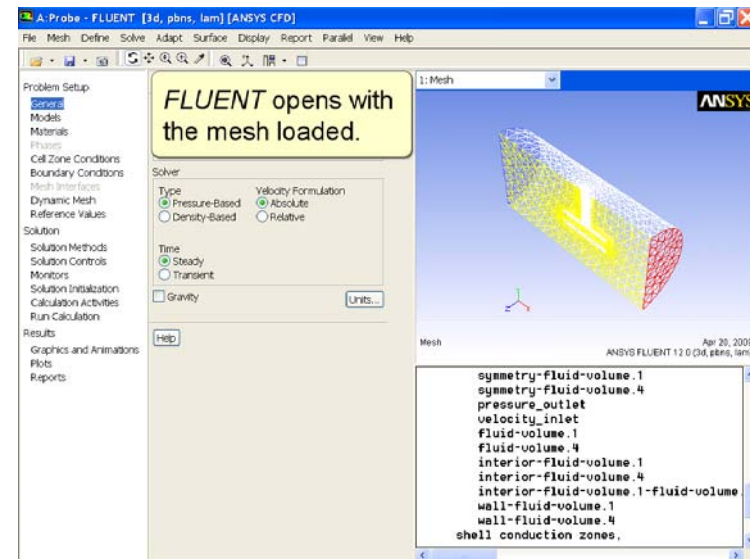 A:Probe - FLUENT [3d, pbns, lam] [ANSYS CFD]
File Mesh Define Solve Adapt Surface Display Report Parallel View Help
Problem Setup
General
Models
Materials
Phases
Cell Zone Conditions
Boundary Conditions
Mesh Interfaces
Dynamic Mesh
Reference Values
Solution
Solution Methods
Solution Controls
Monitors
Solution Initialization
Calculation Activities
Run Calculation
Results
Graphics and Animations
Plots
Reports
FLUENT opens with
the mesh loaded.
Solver
Type
Pressure-Based
Density-Based
Velocity Formulation
Absolute
Relative
Time
Steady
Transient
Gravity
Units...
Help
1: Mesh
ANSYS
Mesh
Apr 20, 2009
ANSYS FLUENT 12.0 (3d, pbns, lam)
symmetry-fluid-volume.1
symmetry-fluid-volume.4
pressure_outlet
velocity_inlet
fluid-volume.1
fluid-volume.4
interior-fluid-volume.1
interior-fluid-volume.4
interior-fluid-volume.1-fluid-volume.
wall-fluid-volume.1
wall-fluid-volume.4
shell conduction zones,